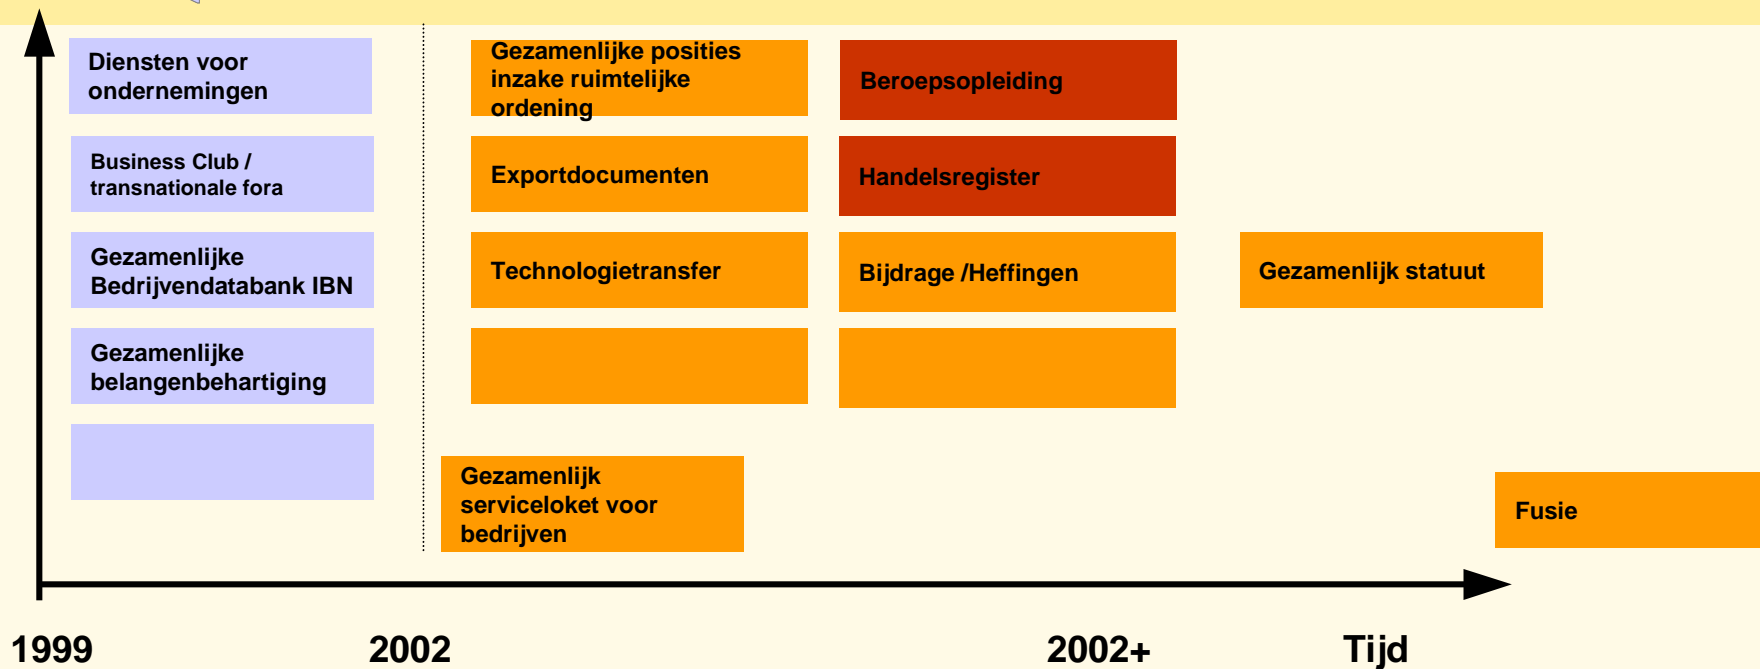 Diensten voor
ondernemingen
Business Club /
transnationale fora
Gezamenlijke
Bedrijvendatabank IBN
Gezamenlijke
belangenbehartiging
Gezamenlijke posities
inzake ruimtelijke
ordening
Exportdocumenten
Technologietransfer
Gezamenlijk
serviceloket voor
bedrijven
Beroepsopleiding
Handelsregister
Bijdrage /Heffingen
Gezamenlijk statuut
Fusie
1999
2002
2002+
Tijd